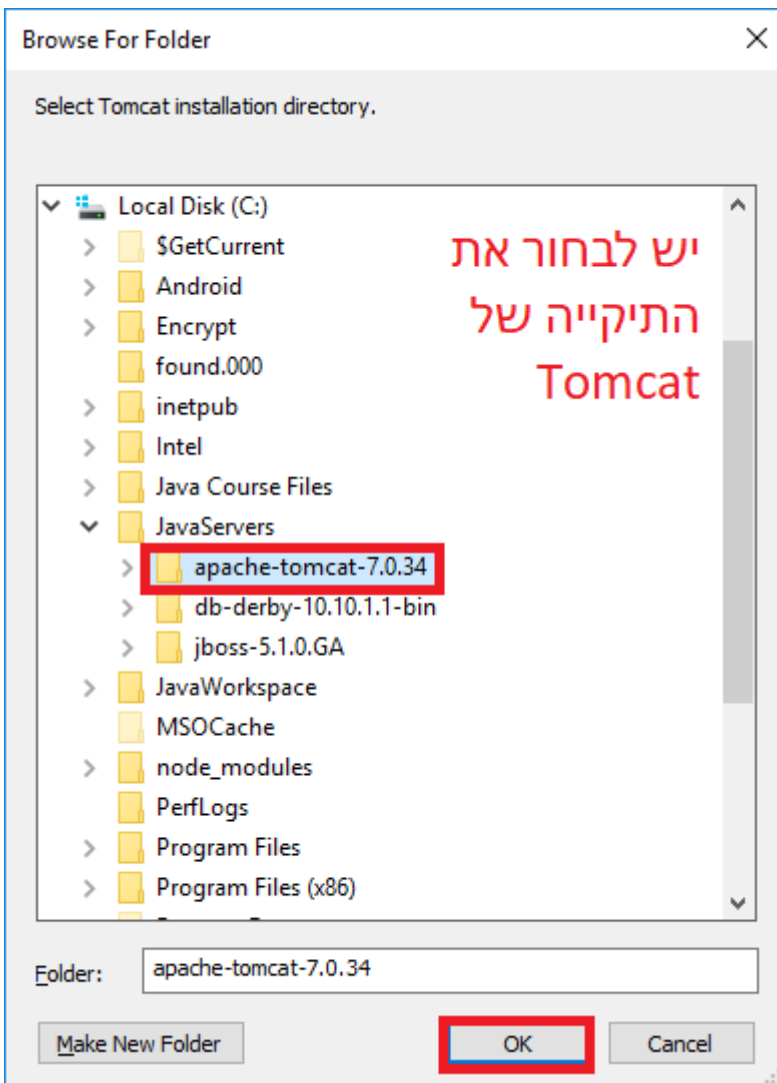 Browse For Folder
Select Tomcat installation directory.
Local Disk (C:)
$GetCurrent
Android
Encrypt
found.000
inetpub
Intel
Java Course Files
JavaServers
apache-tomcat-7.0.34
db-derby-10.10.1.1-bin
jboss-5.1.0.GA
JavaWorkspace
MSOCache
node_modules
PerfLogs
Program Files
Program Files (x86)
יש לבחור את
התיקייה של
Tomcat
Folder:
apache-tomcat-7.0.34
Make New Folder
OK
Cancel